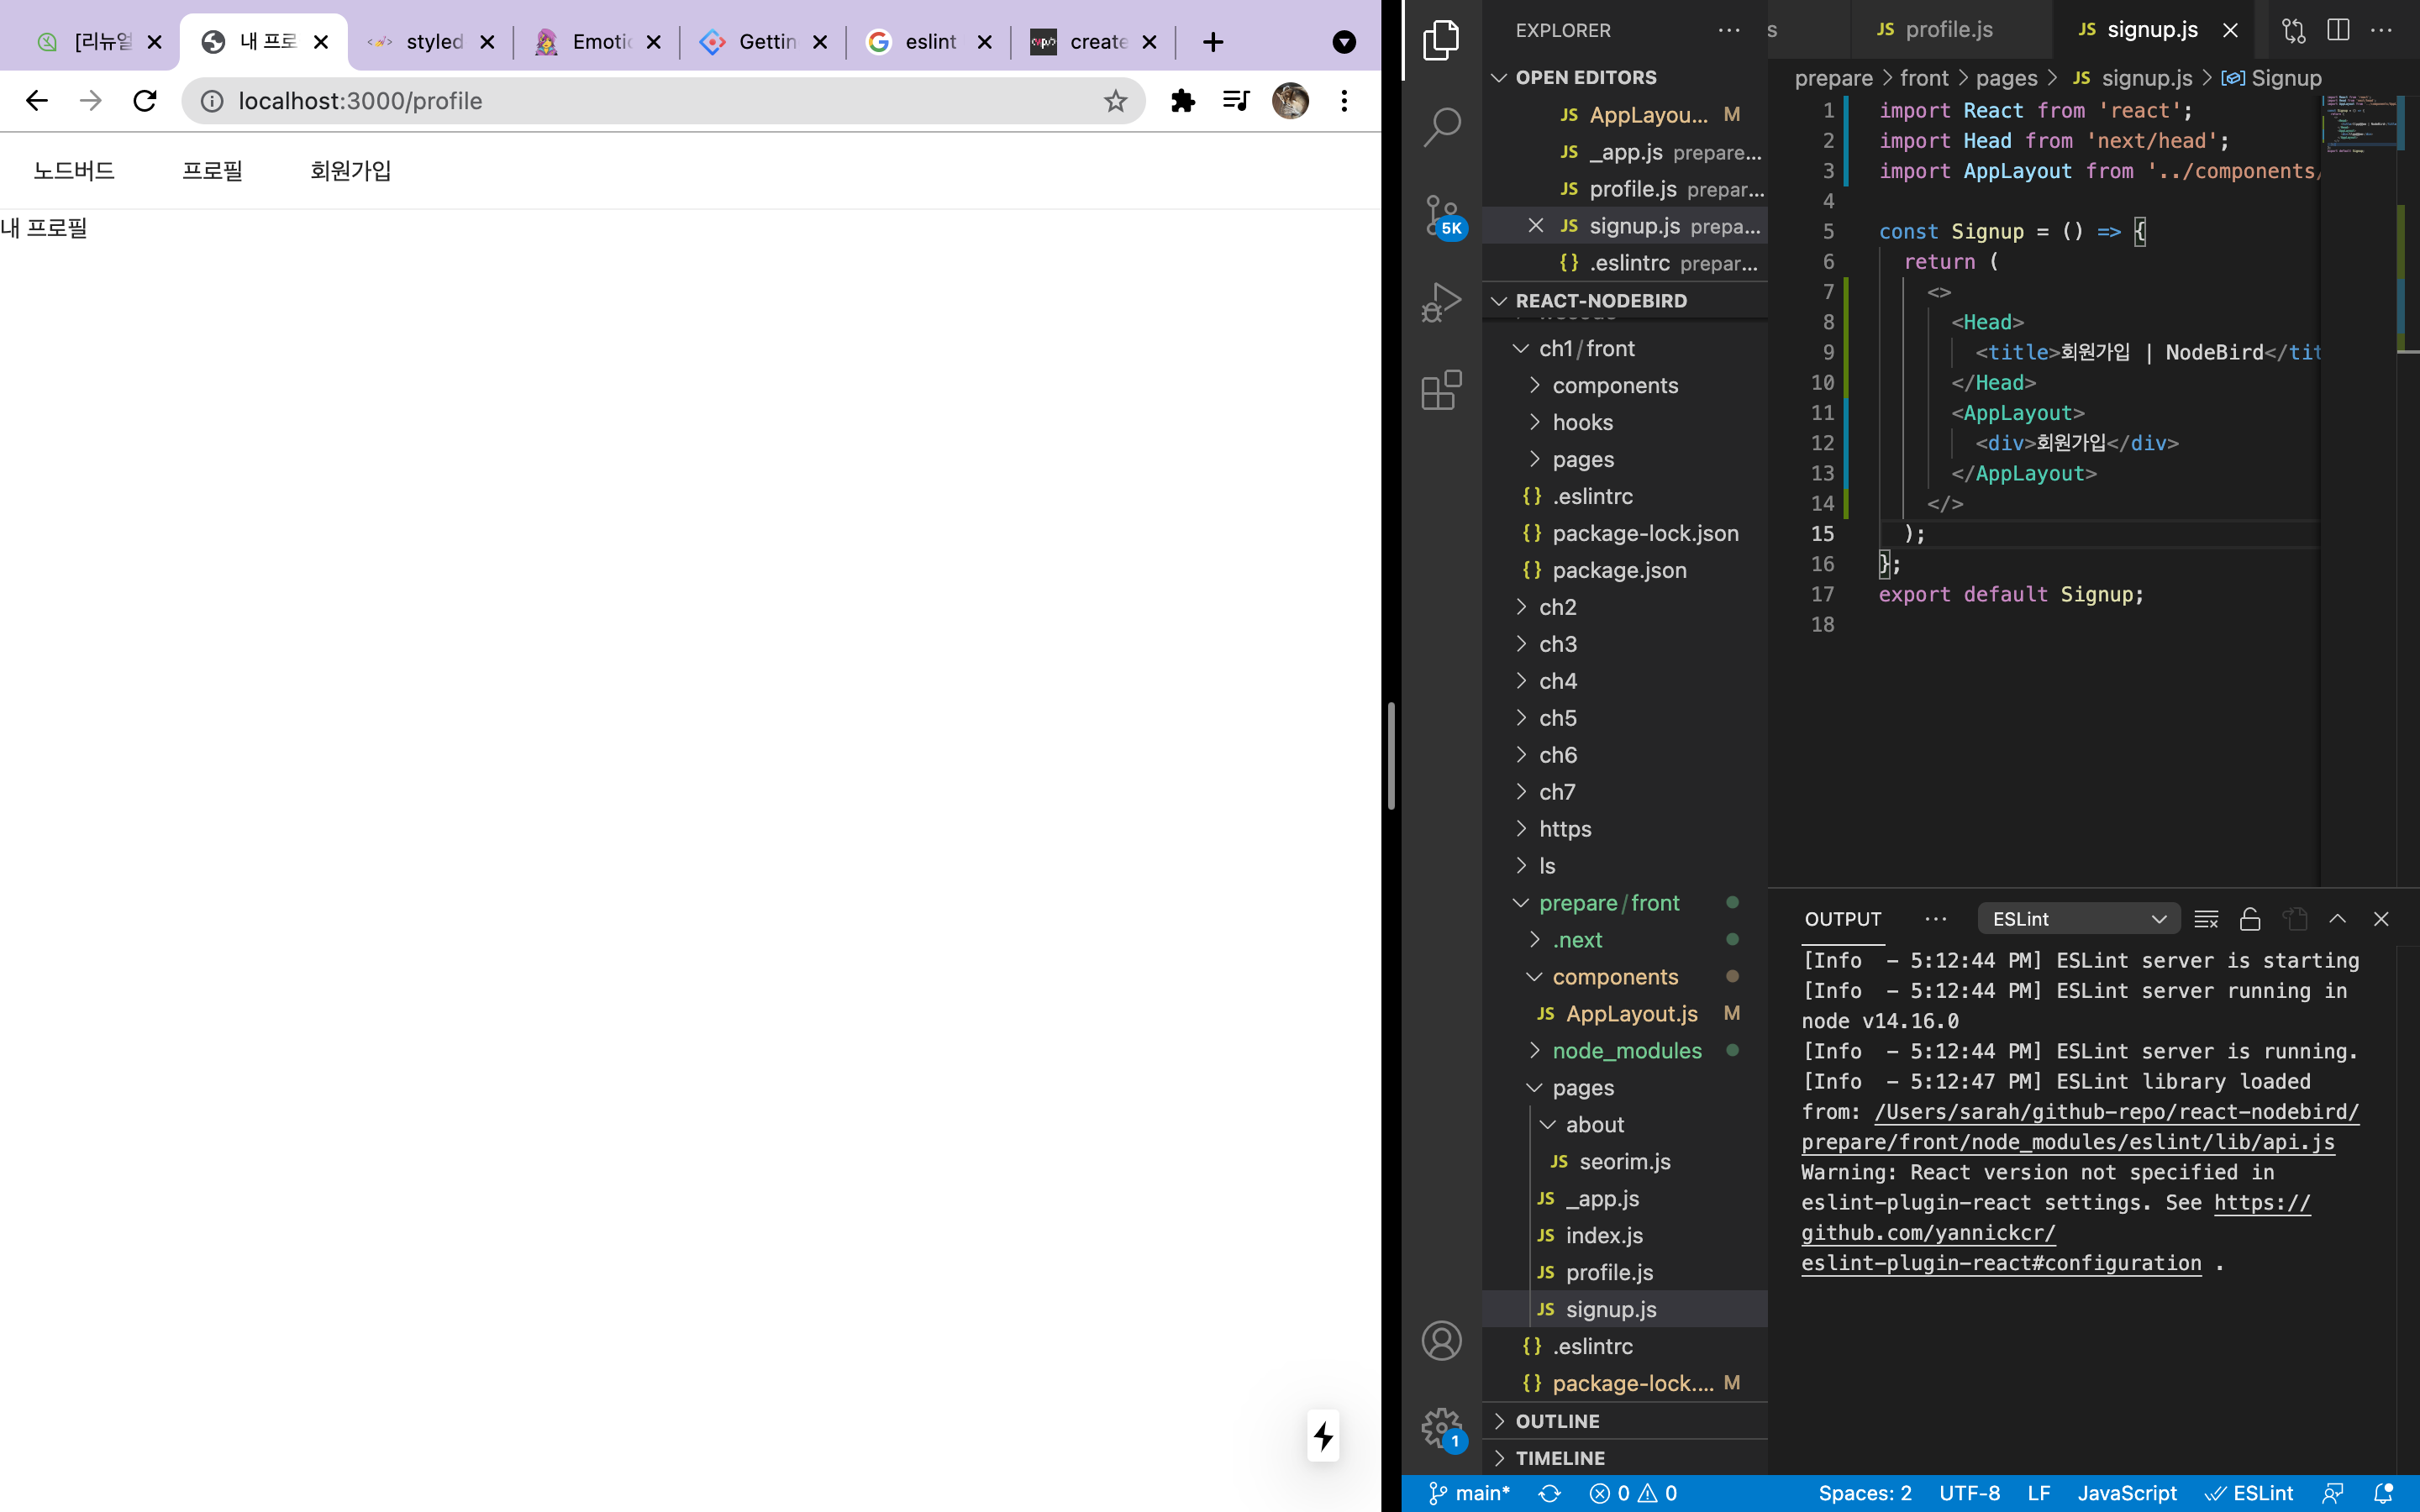 [리뉴얼
내 프로
styled
Emotic
Gettin
eslint
create
localhost:3000/profile
노드버드 프로필 회원가입
내 프로필
EXPLORER
OPEN EDITORS
JS AppLayou... M
JS _app.js prepare...
JS profile.js prepar...
JS signup.js prepa...
{} .eslintrc prepar...
REACT-NODEBIRD
ch1/front
components
hooks
pages
{} .eslintrc
{} package-lock.json
{} package.json
ch2
ch3
ch4
ch5
ch6
ch7
https
ls
prepare/front
.next
components
JS AppLayout.js M
node_modules
pages
about
JS seorim.js
JS _app.js
JS index.js
JS profile.js
JS signup.js
{} .eslintrc
{} package-lock.... M
OUTLINE
TIMELINE
5K
1
s JS profile.js JS signup.js
prepare > front > pages > JS signup.js > Signup
1 import React from 'react';
2 import Head from 'next/head';
3 import AppLayout from '../components/
4
5 const Signup = () => {
6 return (
7 <>
8 <Head>
9 <title>회원가입 | NodeBird</tit
10 </Head>
11 <AppLayout>
12 <div>회원가입</div>
13 </AppLayout>
14 </>
15 );
16 };
17 export default Signup;
18
OUTPUT ESLint
[Info - 5:12:44 PM] ESLint server is starting
[Info - 5:12:44 PM] ESLint server running in
node v14.16.0
[Info - 5:12:44 PM] ESLint server is running.
[Info - 5:12:47 PM] ESLint library loaded
from: /Users/sarah/github-repo/react-nodebird/
prepare/front/node_modules/eslint/lib/api.js
Warning: React version not specified in
eslint-plugin-react settings. See https://
github.com/yannickcr/
eslint-plugin-react#configuration .
main* 0 0 Spaces: 2 UTF-8 LF JavaScript ESLint